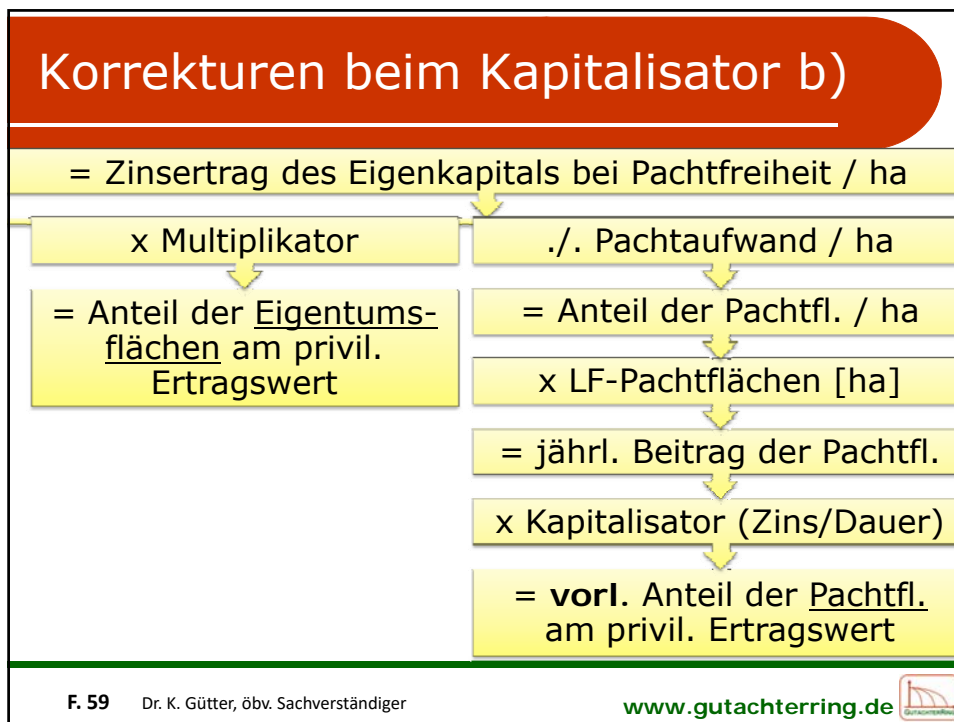 Korrekturen beim Kapitalisator b)
= Zinsertrag des Eigenkapitals bei Pachtfreiheit / ha
x Multiplikator
= Anteil der Eigentums-
flächen am privil.
Ertragswert
./. Pachtaufwand / ha
= Anteil der Pachtfl. / ha
x LF-Pachtflächen [ha]
= jährl. Beitrag der Pachtfl.
x Kapitalisator (Zins/Dauer)
= vorl. Anteil der Pachtfl.
am privil. Ertragswert
F. 59 Dr. K. Gütter, öbv. Sachverständiger
www.gutachterring.de
GUTACHTERRING